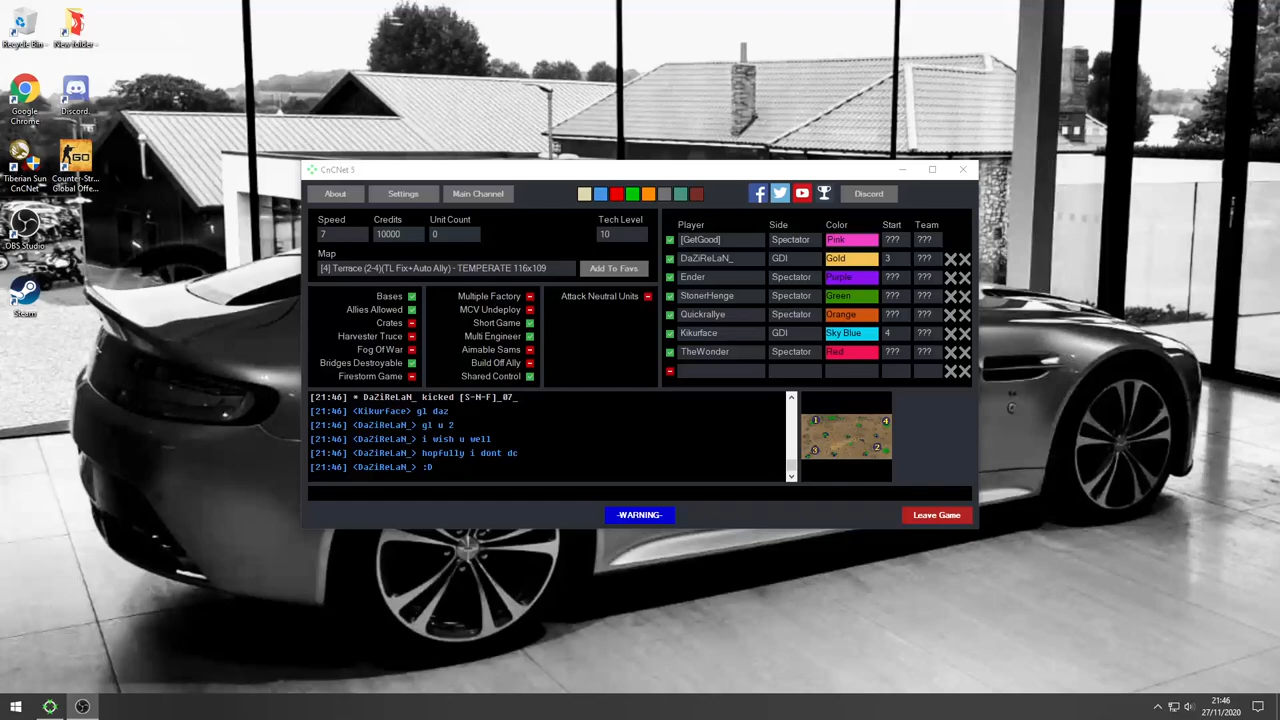 Recycle Bin
New folder
Google Chrome
Discord.
Tiberian Sun CnCNet
Counter-Str... Global Offe...
OBS Studio
Steam
CnCNet 5
About
Settings
Main Channel
Discord
Speed
Credits
Unit Count
Tech Level
7
10000
0
10
Map
[4] Terrace (2-4)(TL Fix+Auto Ally) - TEMPERATE 116x109
Add To Favs
Bases
Allies Allowed
Crates
Harvester Truce
Fog Of War
Bridges Destroyable
Firestorm Game
Multiple Factory
MCV Undeploy
Short Game
Multi Engineer
Aimable Sams
Build Off Ally
Shared Control
Attack Neutral Units
Player Side Color Start Team
[GetGood] Spectator Pink ??? ???
DaZiReLaN_ GDI Gold 3 ???
Ender Spectator Purple ??? ???
StonerHenge Spectator Green ??? ???
Quickrallye Spectator Orange ??? ???
Kikurface GDI Sky Blue 4 ???
TheWonder Spectator Red ??? ???
[21:46] * DaZiReLaN_ kicked [S-N-F]_07_
[21:46] <Kikurface> gl daz
[21:46] <DaZiReLaN_> gl u 2
[21:46] <DaZiReLaN_> i wish u well
[21:46] <DaZiReLaN_> hopfully i dont dc
[21:46] <DaZiReLaN_> :D
1
4
3
2
-WARNING-
Leave Game
21:46
27/11/2020